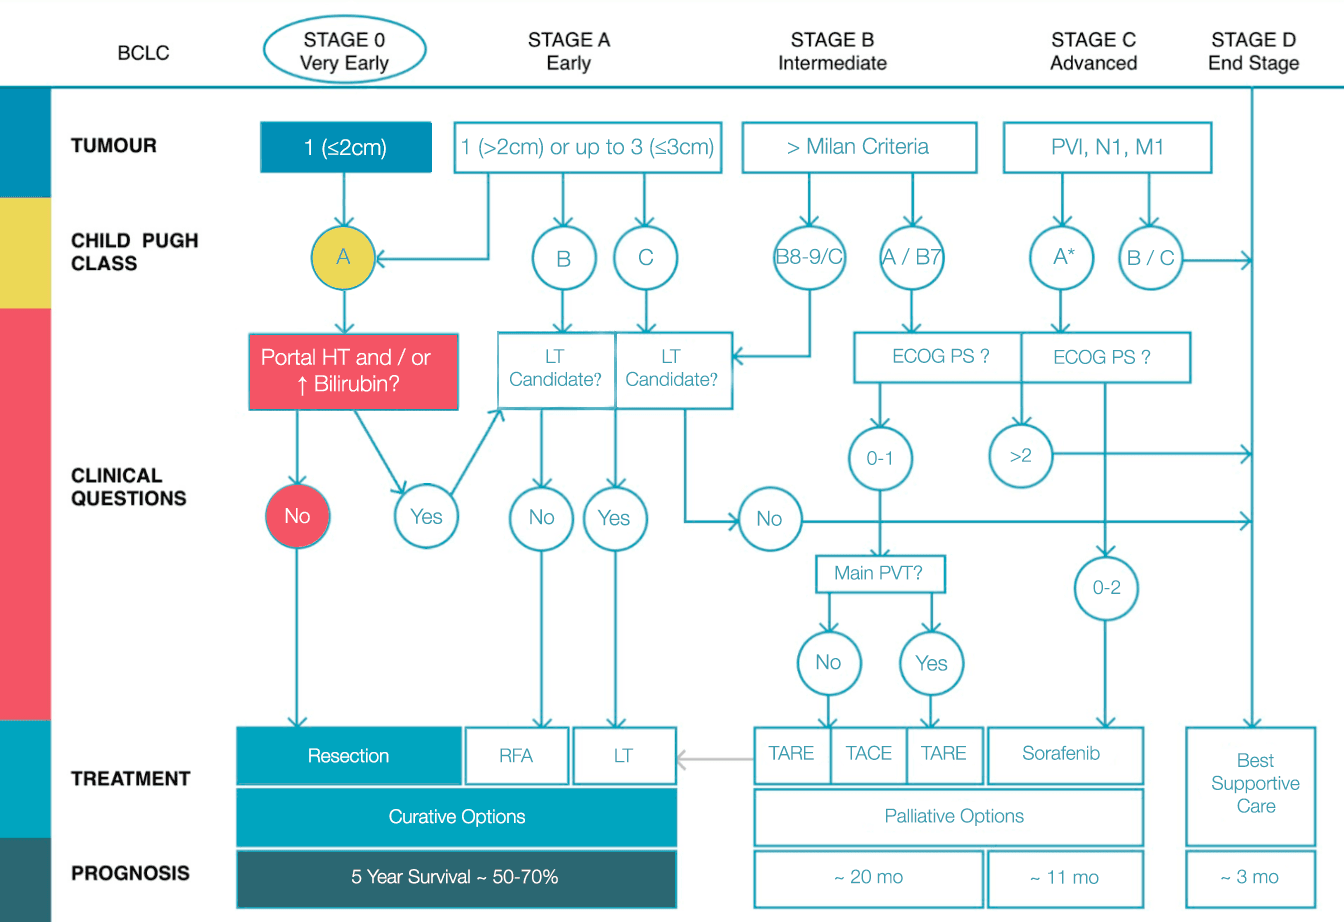 BCLC
STAGE 0
Very Early
STAGE A
Early
STAGE B
Intermediate
STAGE C
Advanced
STAGE D
End Stage
TUMOUR
1 (≤2cm)
1 (>2cm) or up to 3 (≤3cm)
> Milan Criteria
PVI, N1, M1
CHILD PUGH
CLASS
A
B
C
B8-9/C
A / B7
A*
B / C
Portal HT and / or
↑ Bilirubin?
LT
Candidate?
LT
Candidate?
ECOG PS ?
ECOG PS ?
CLINICAL
QUESTIONS
0-1
>2
No
Yes
No
Yes
No
Main PVT?
0-2
No
Yes
TREATMENT
Resection
RFA
LT
TARE
TACE
TARE
Sorafenib
Best
Supportive
Care
Curative Options
Palliative Options
PROGNOSIS
5 Year Survival ~ 50-70%
~ 20 mo
~ 11 mo
~ 3 mo